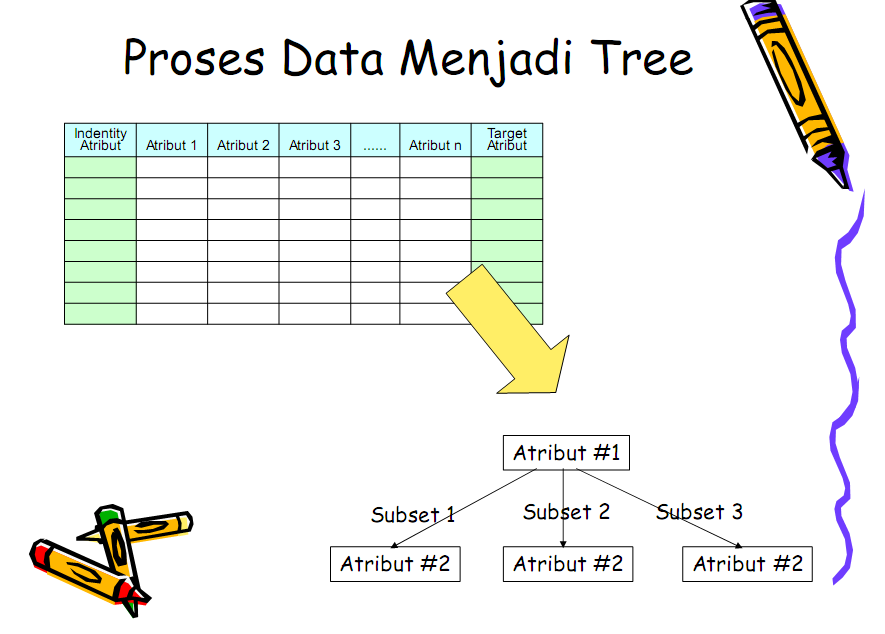 Proses Data Menjadi Tree
Indentity
Atribut
Atribut 1
Atribut 2
Atribut 3
......
Atribut n
Target
Atribut
Atribut #1
Subset 1
Subset 2
Subset 3
Atribut #2
Atribut #2
Atribut #2